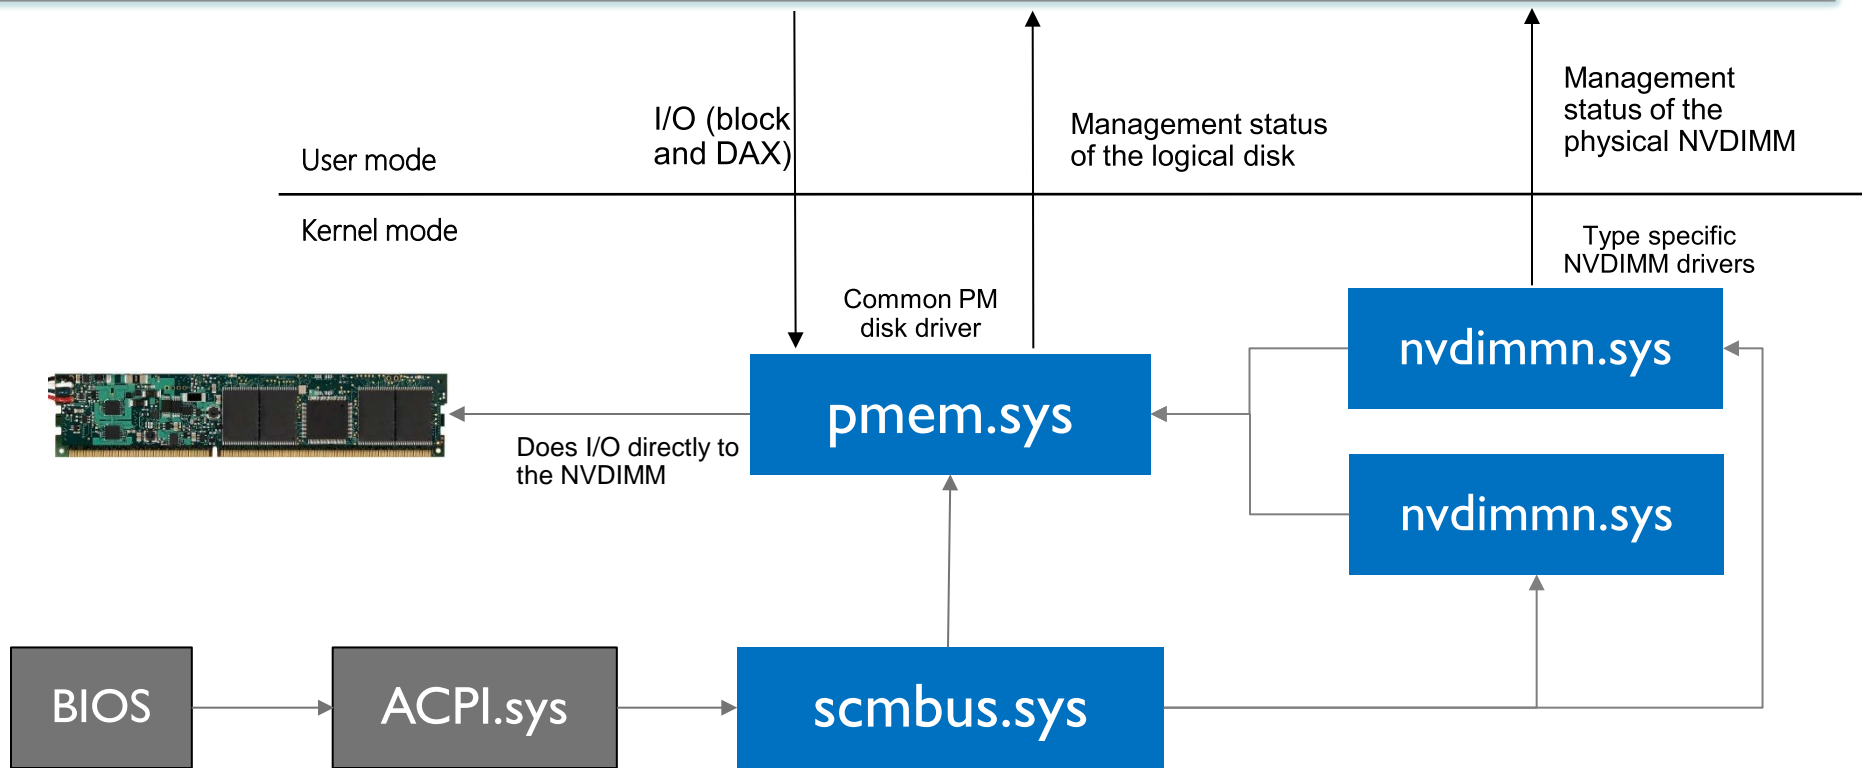 I/O (block
and DAX)
Management status
of the logical disk
Management
status of the
physical NVDIMM
User mode
Kernel mode
Type specific
NVDIMM drivers
Common PM
disk driver
nvdimmn.sys
pmem.sys
Does I/O directly to
the NVDIMM
nvdimmn.sys
BIOS
ACPI.sys
scmbus.sys